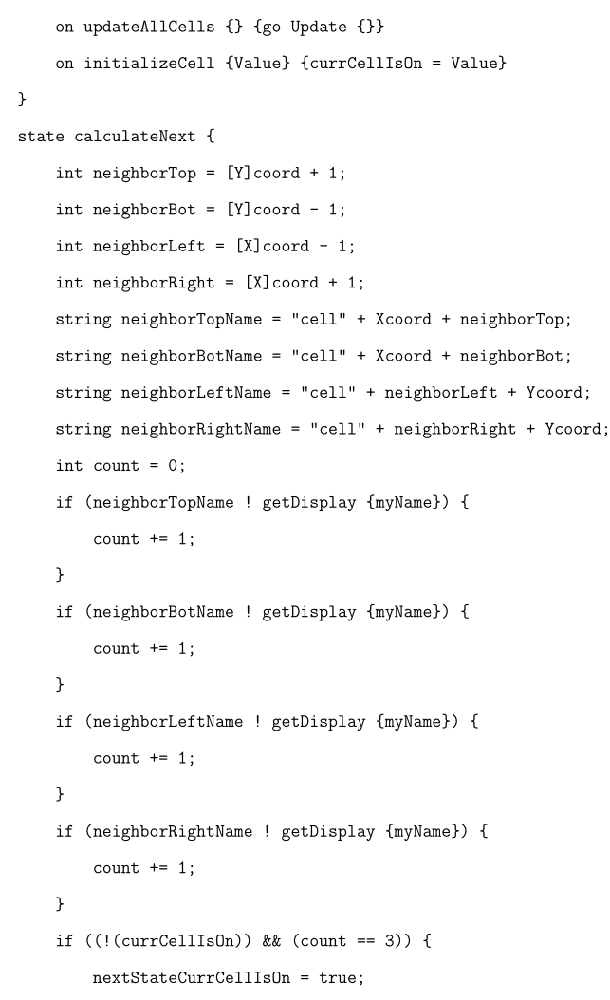 on updateAllCells {} {go Update {}}
on initializeCell {Value} {currCellIsOn = Value}
}
state calculateNext {
int neighborTop = [Y]coord + 1;
int neighborBot = [Y]coord - 1;
int neighborLeft = [X]coord - 1;
int neighborRight = [X]coord + 1;
string neighborTopName = "cell" + Xcoord + neighborTop;
string neighborBotName = "cell" + Xcoord + neighborBot;
string neighborLeftName = "cell" + neighborLeft + Ycoord;
string neighborRightName = "cell" + neighborRight + Ycoord;
int count = 0;
if (neighborTopName ! getDisplay {myName}) {
count += 1;
}
if (neighborBotName ! getDisplay {myName}) {
count += 1;
}
if (neighborLeftName ! getDisplay {myName}) {
count += 1;
}
if (neighborRightName ! getDisplay {myName}) {
count += 1;
}
if ((!(currCellIsOn)) && (count == 3)) {
nextStateCurrCellIsOn = true;